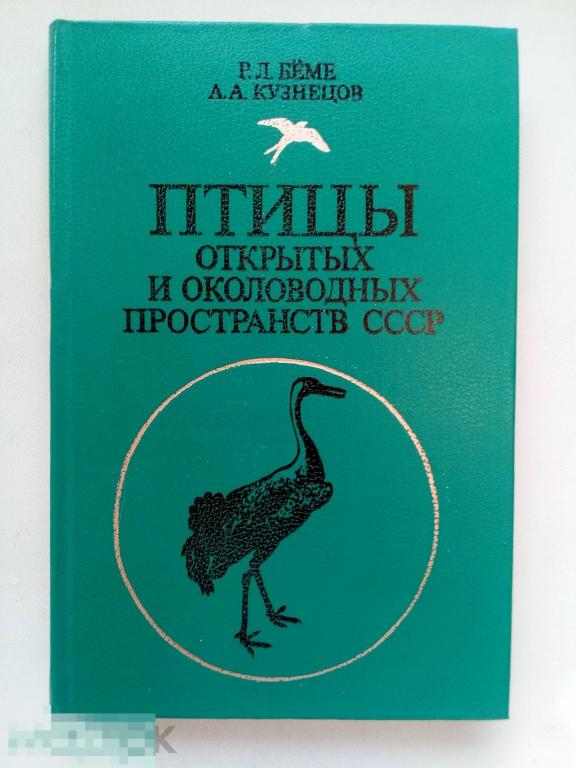 Р. Л. БЁМЕ
А. А. КУЗНЕЦОВ
ПТИЦЫ
ОТКРЫТЫХ
И ОКОЛОВОДНЫХ
ПРОСТРАНСТВ СССР